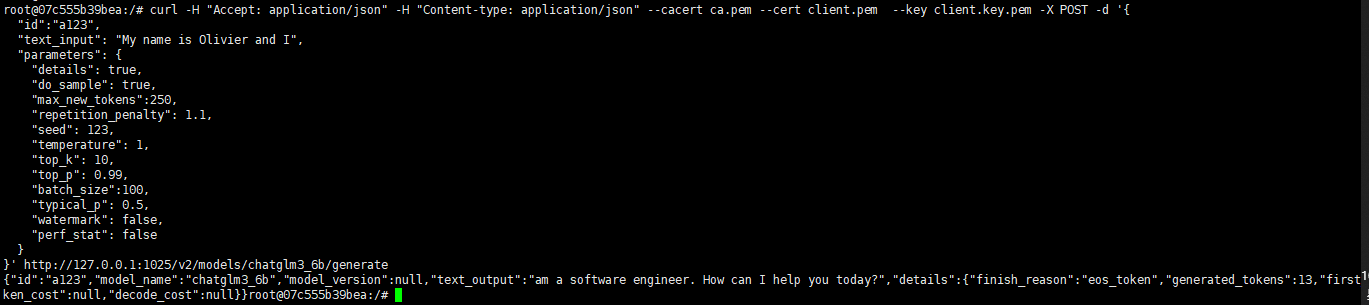 root@07c555b39bea:/# curl -H "Accept: application/json" -H "Content-type: application/json" --cacert ca.pem --cert client.pem  --key client.key.pem -X POST -d '{
  "id":"a123",
  "text_input": "My name is Olivier and I",
  "parameters": {
    "details": true,
    "do_sample": true,
    "max_new_tokens":250,
    "repetition_penalty": 1.1,
    "seed": 123,
    "temperature": 1,
    "top_k": 10,
    "top_p": 0.99,
    "batch_size":100,
    "typical_p": 0.5,
    "watermark": false,
    "perf_stat": false
  }
}' http://127.0.0.1:1025/v2/models/chatglm3_6b/generate
{"id":"a123","model_name":"chatglm3_6b","model_version":null,"text_output":"am a software engineer. How can I help you today?","details":{"finish_reason":"eos_token","generated_tokens":13,"first
ken_cost":null,"decode_cost":null}}root@07c555b39bea:/#